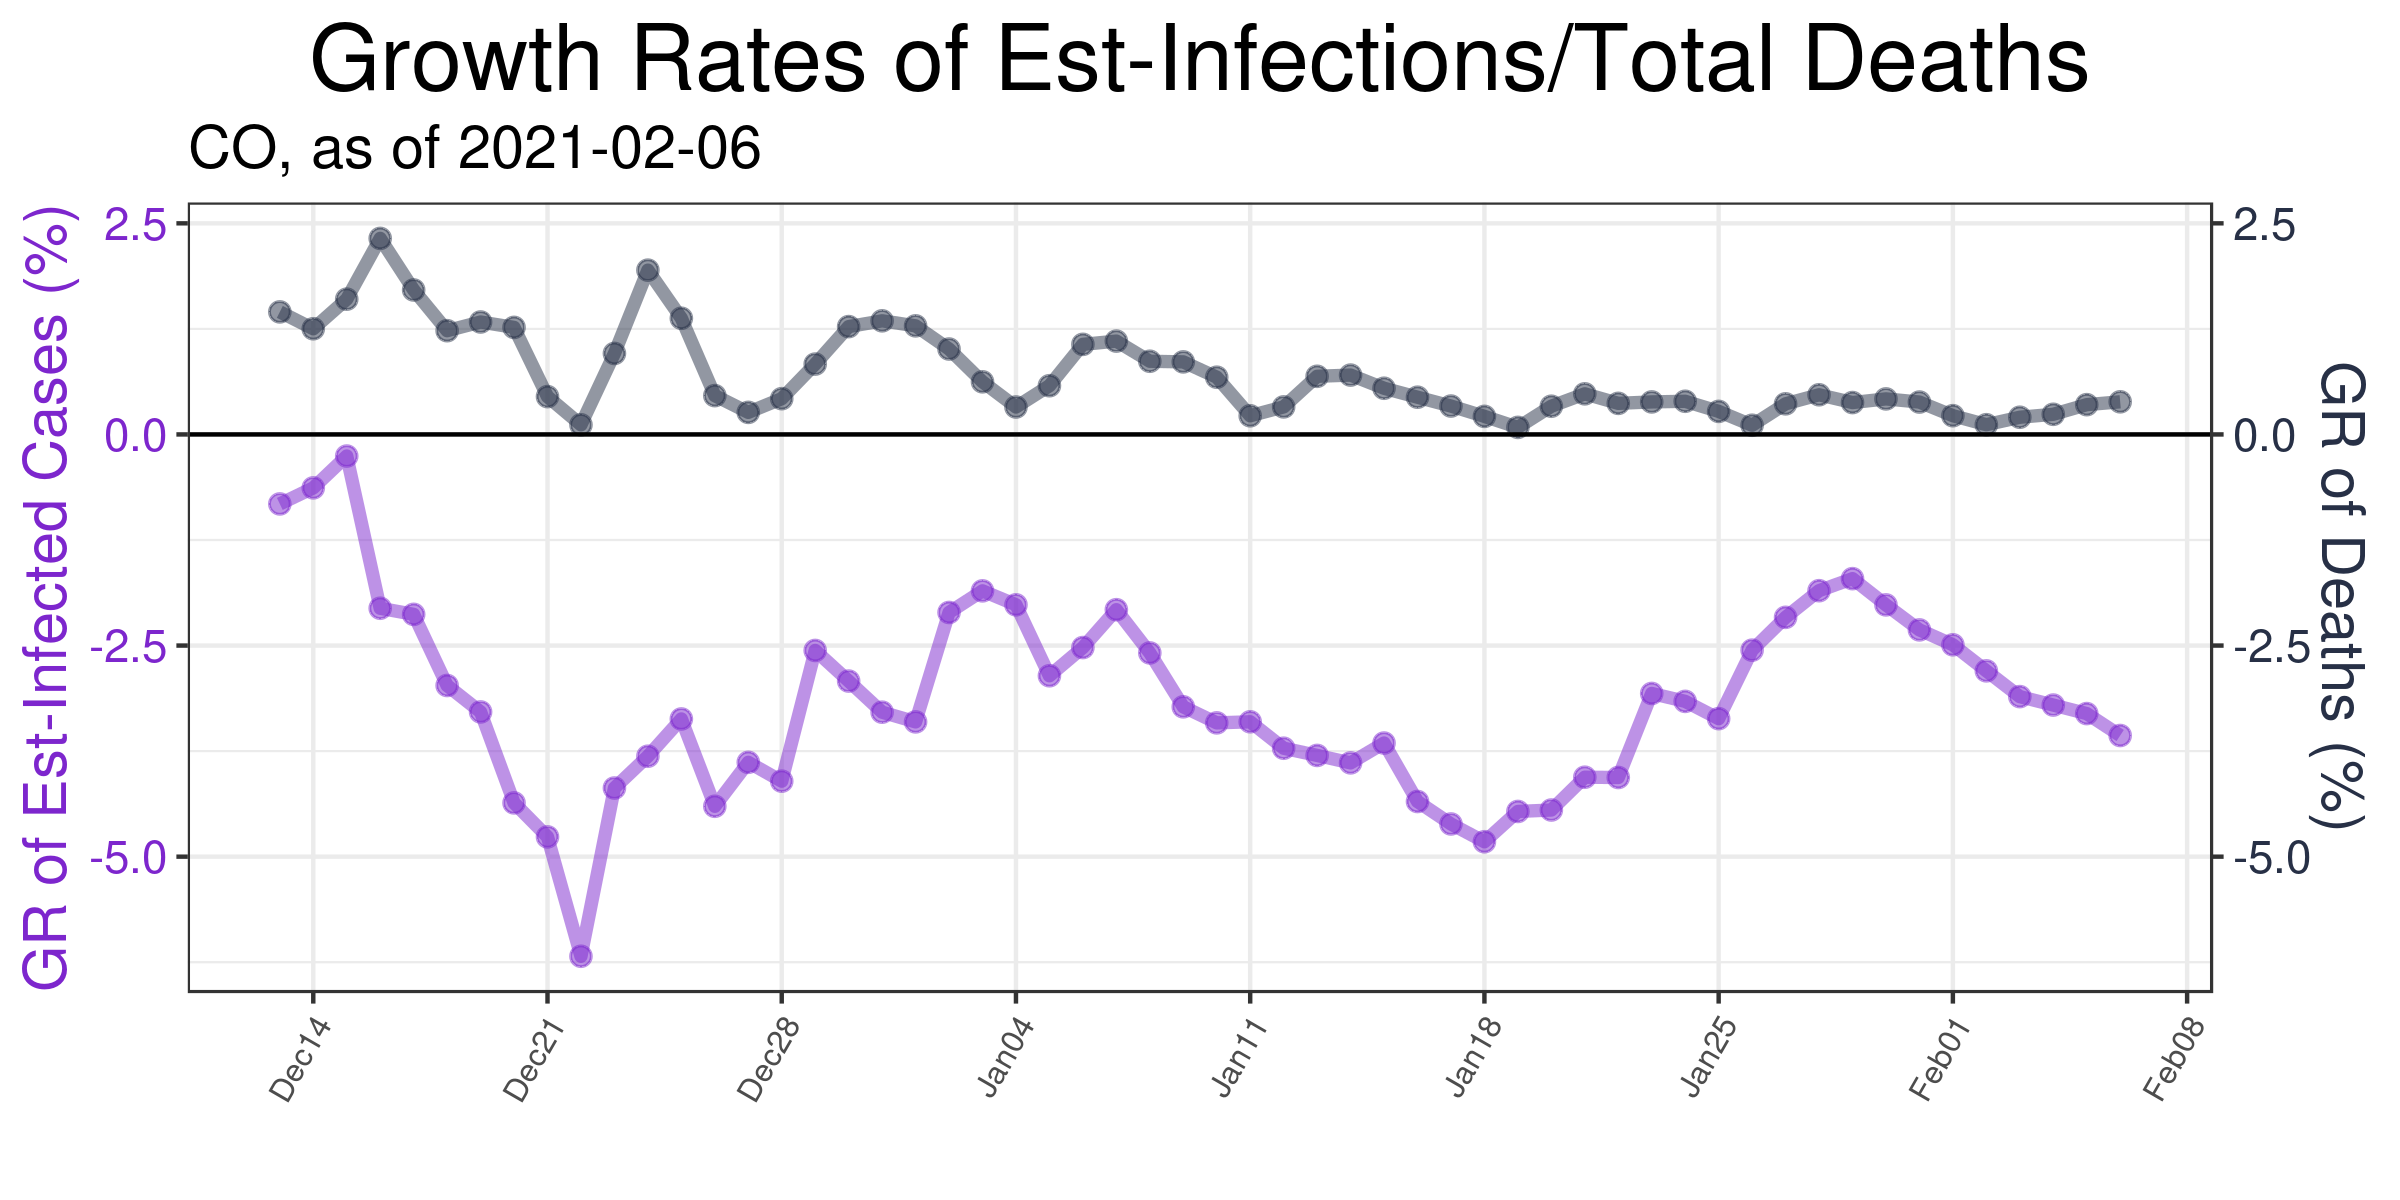 Growth Rates of Est-Infections/Total Deaths
CO, as of 2021-02-06
GR of Est-Infected Cases (%)
2.5
0.0
-2.5
-5.0
2.5
0.0
-2.5
-5.0
GR of Deaths (%)
Dec14
Dec21
Dec28
Jan04
Jan11
Jan18
Jan25
Feb01
Feb08